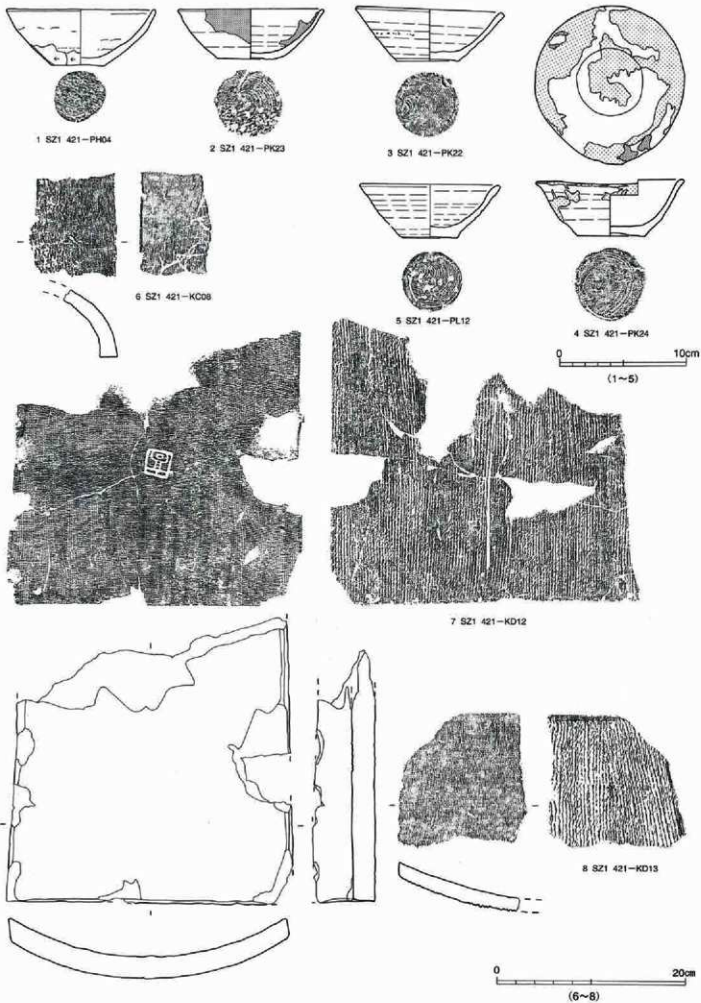 1 SZ1 421-PH04
2 SZ1 421-PK23
3 SZ1 421-PK22
6 SZ1 421-KC08
5 SZ1 421-PL12
4 SZ1 421-PK24
0 10cm
(1~5)
7 SZ1 421-KD12
8 SZ1 421-KD13
0 20cm
(6~8)